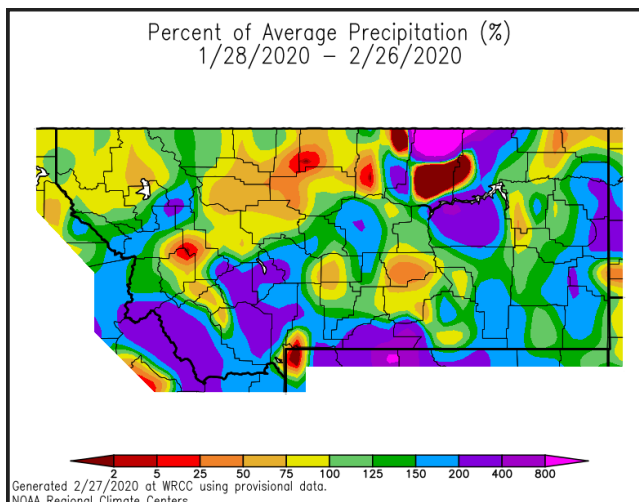 Percent of Average Precipitation (%)
1/28/2020 – 2/26/2020
2 5 25 50 75 100 125 150 200 400 800
Generated 2/27/2020 at WRCC using provisional data.
NOAA Regional Climate Centers